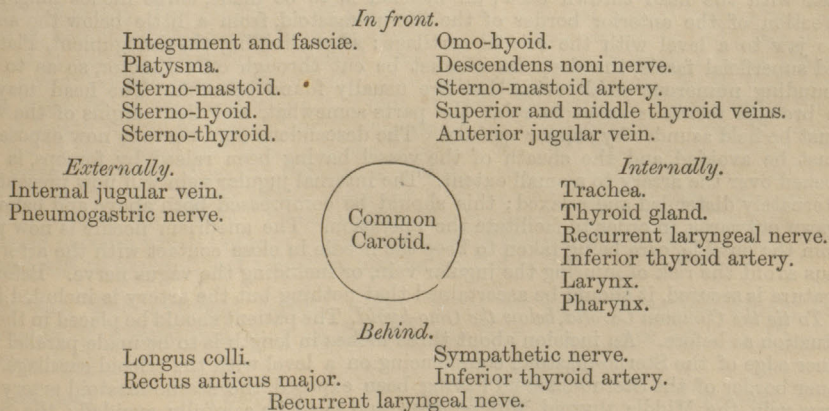 In front.
Integument and fasciæ. Omo-hyoid.
Platysma. Descendens noni nerve.
Sterno-mastoid. Sterno-mastoid artery.
Sterno-hyoid. Superior and middle thyroid veins.
Sterno-thyroid. Anterior jugular vein.
Externally.
Internal jugular vein.
Pneumogastric nerve.
Common
Carotid.
Internally.
Trachea.
Thyroid gland.
Recurrent laryngeal nerve.
Inferior thyroid artery.
Larynx.
Pharynx.
Behind.
Longus colli. Sympathetic nerve.
Rectus anticus major. Inferior thyroid artery.
Recurrent laryngeal neve.